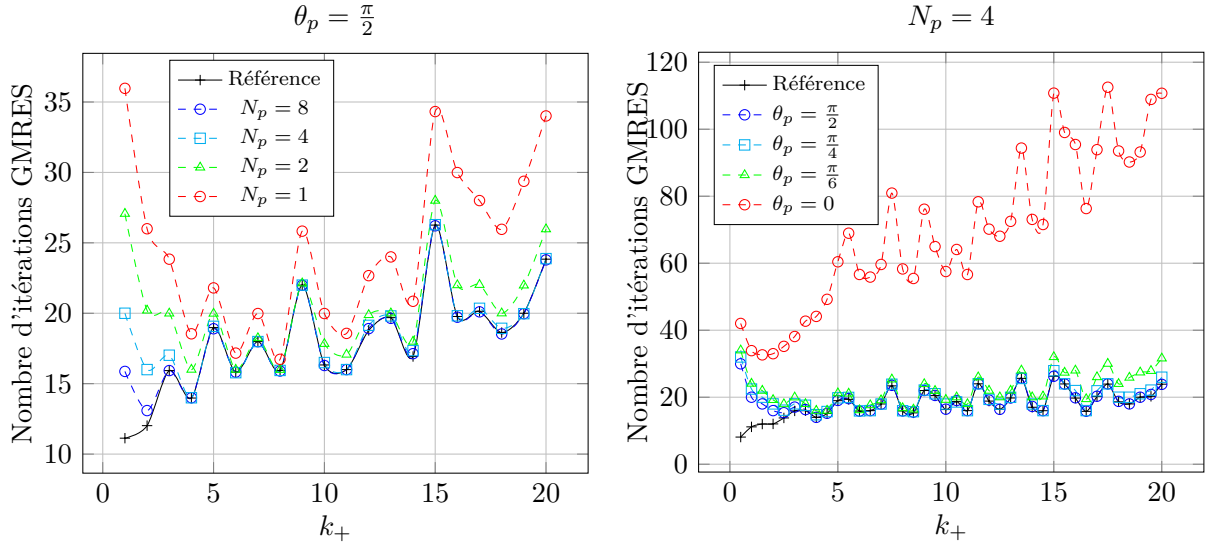 θ_p = π/2
Nombre d'itérations GMRES
35
30
25
20
15
10
0
5
10
15
20
k_+
Référence
N_p = 8
N_p = 4
N_p = 2
N_p = 1
N_p = 4
Nombre d'itérations GMRES
120
100
80
60
40
20
0
0
5
10
15
20
k_+
Référence
θ_p = π/2
θ_p = π/4
θ_p = π/6
θ_p = 0